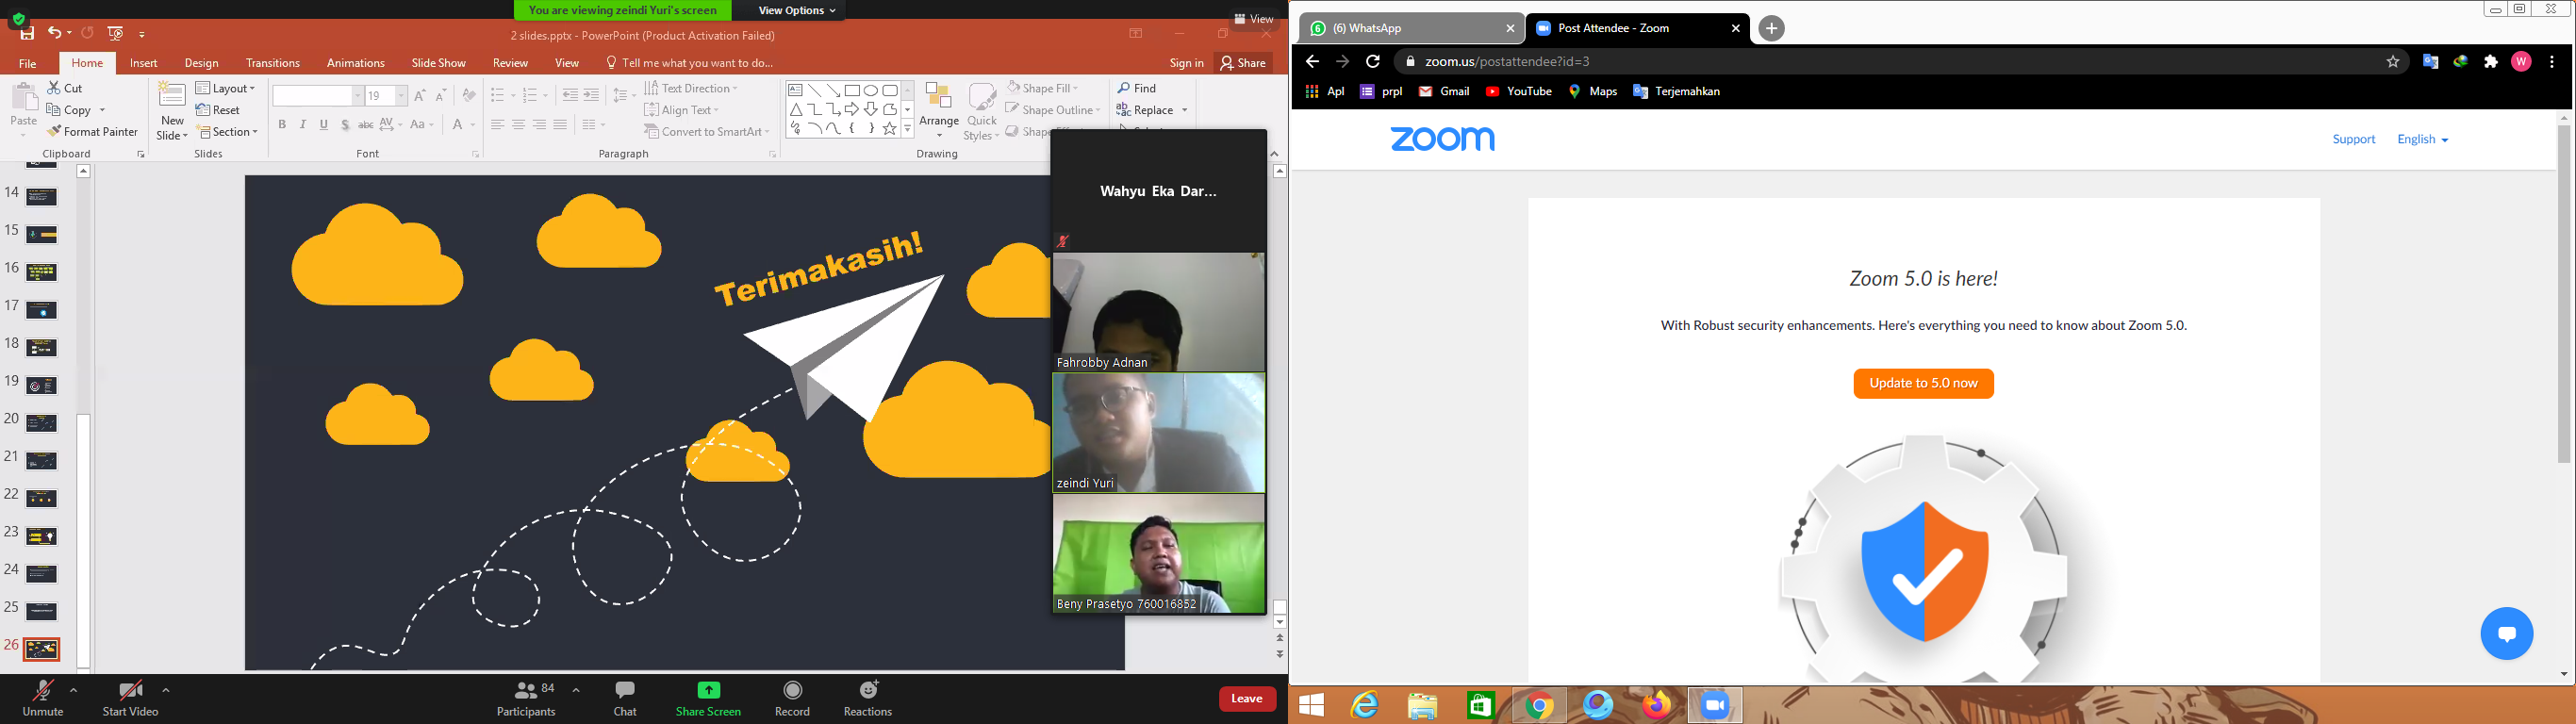 You are viewing zeindi Yuri's screen
View Options
View
2 slides.pptx - PowerPoint (Product Activation Failed)
File
Home
Insert
Design
Transitions
Animations
Slide Show
Review
View
Tell me what you want to do...
Sign in
Share
Paste
Cut
Copy
Format Painter
Clipboard
New
Slide
Layout
Reset
Section
Slides
19
Font
Text Direction
Align Text
Convert to SmartArt
Paragraph
Arrange
Quick
Styles
Shape Fill
Shape Outline
Drawing
Find
Replace
14
15
16
17
18
19
20
21
22
23
24
25
26
Terimakasih!
Wahyu Eka Dar...
Fahrobby Adnan
zeindi Yuri
Beny Prasetyo 760016852
Unmute
Start Video
84
Participants
Chat
Share Screen
Record
Reactions
Leave
(6) WhatsApp
Post Attendee - Zoom
zoom.us/postattendee?id=3
W
Apl
prpl
Gmail
YouTube
Maps
Terjemahkan
zoom
Support
English
Zoom 5.0 is here!
With Robust security enhancements. Here's everything you need to know about Zoom 5.0.
Update to 5.0 now